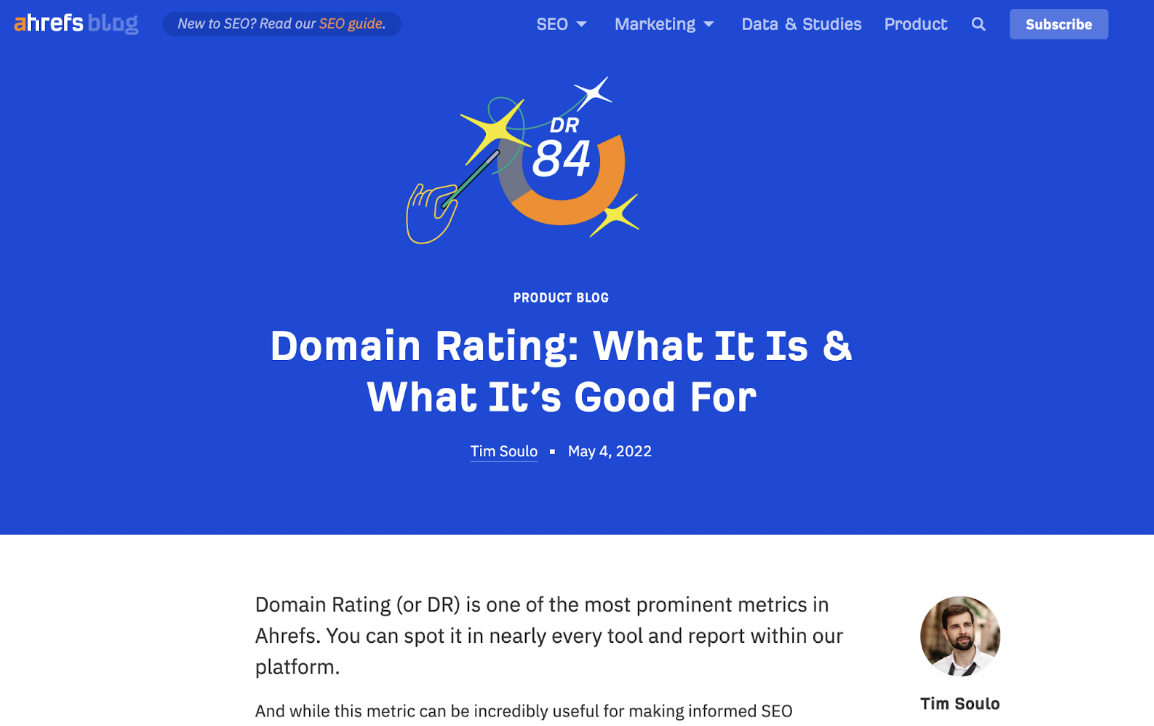 ahrefs blog
New to SEO? Read our SEO guide.
SEO
Marketing
Data & Studies
Product
Subscribe
DR
84
PRODUCT BLOG
Domain Rating: What It Is &
What It's Good For
Tim Soulo ▪ May 4, 2022
Domain Rating (or DR) is one of the most prominent metrics in
Ahrefs. You can spot it in nearly every tool and report within our
platform.
Tim Soulo
And while this metric can be incredibly useful for making informed SEO